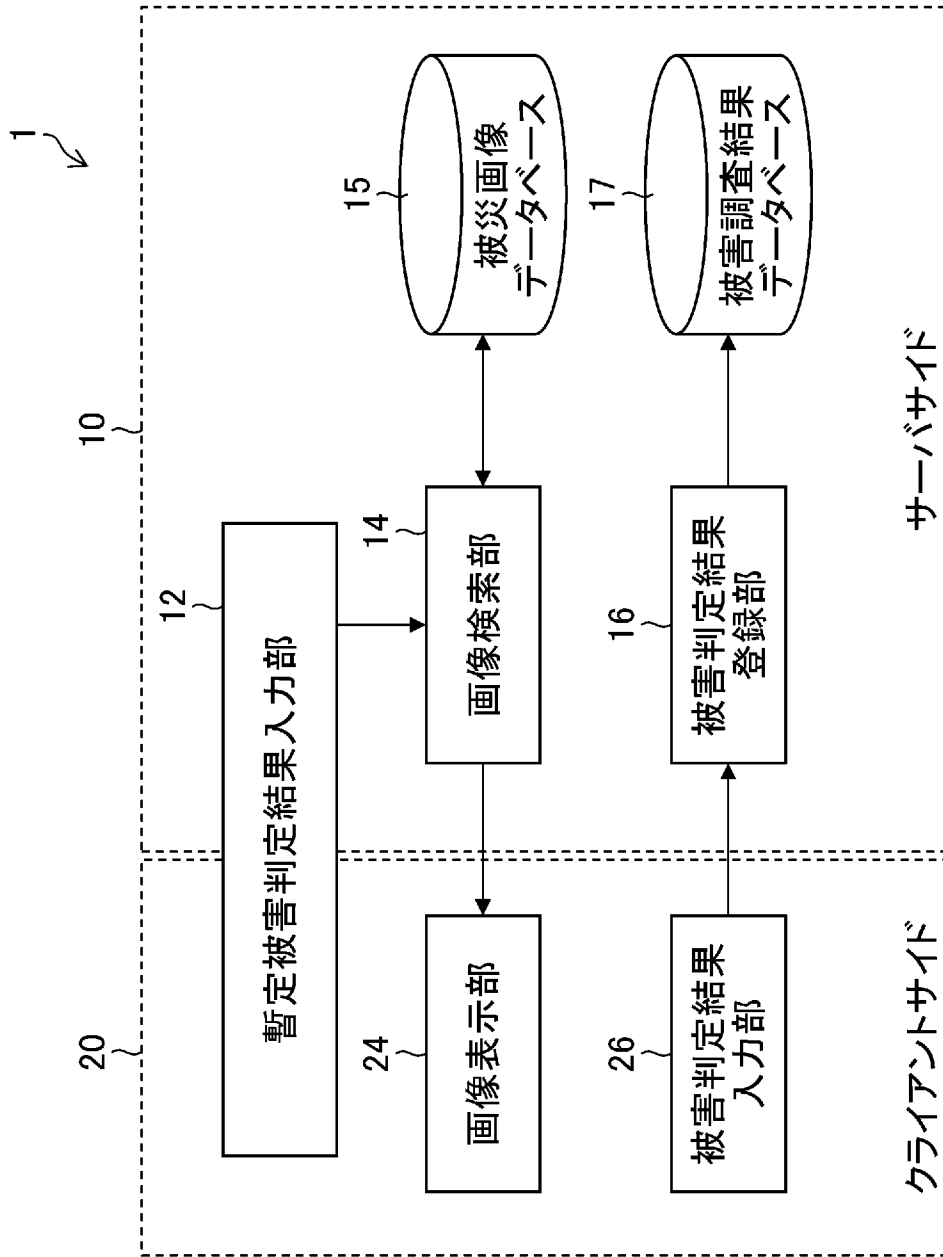 1
10
20
12
暫定被害判定結果入力部
14
画像検索部
15
被災画像
データベース
24
画像表示部
16
被害判定結果
登録部
17
被害調査結果
データベース
26
被害判定結果
入力部
サーバサイド
クライアントサイド